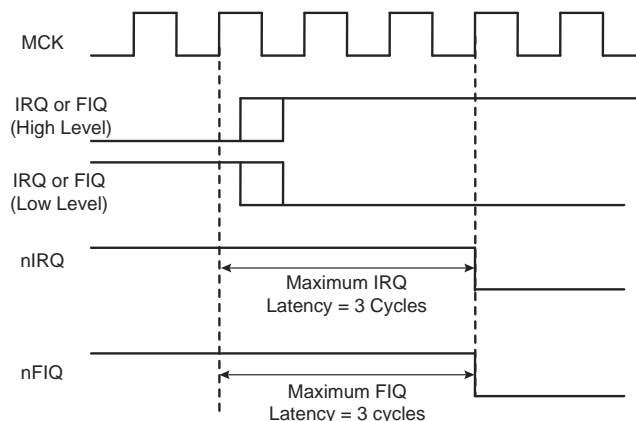 MCK
IRQ or FIQ
(High Level)
IRQ or FIQ
(Low Level)
nIRQ
Maximum IRQ
Latency = 3 Cycles
nFIQ
Maximum FIQ
Latency = 3 cycles